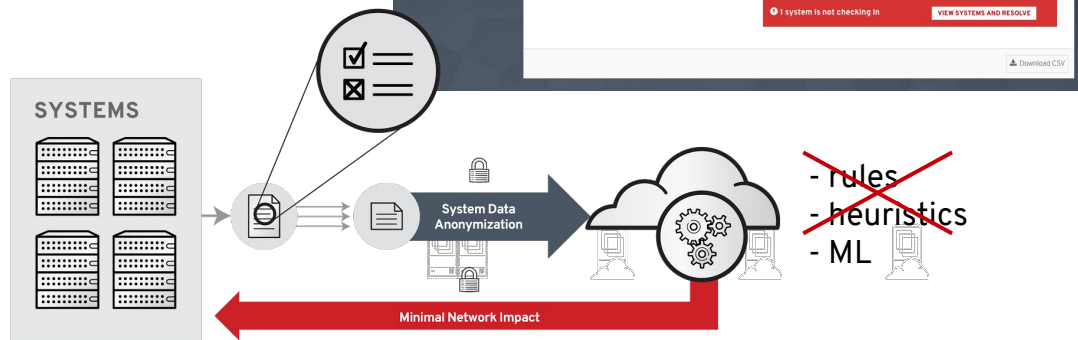 1 system is not checking in
VIEW SYSTEMS AND RESOLVE
Download CSV
SYSTEMS
System Data
Anonymization
- rules
- heuristics
- ML
Minimal Network Impact